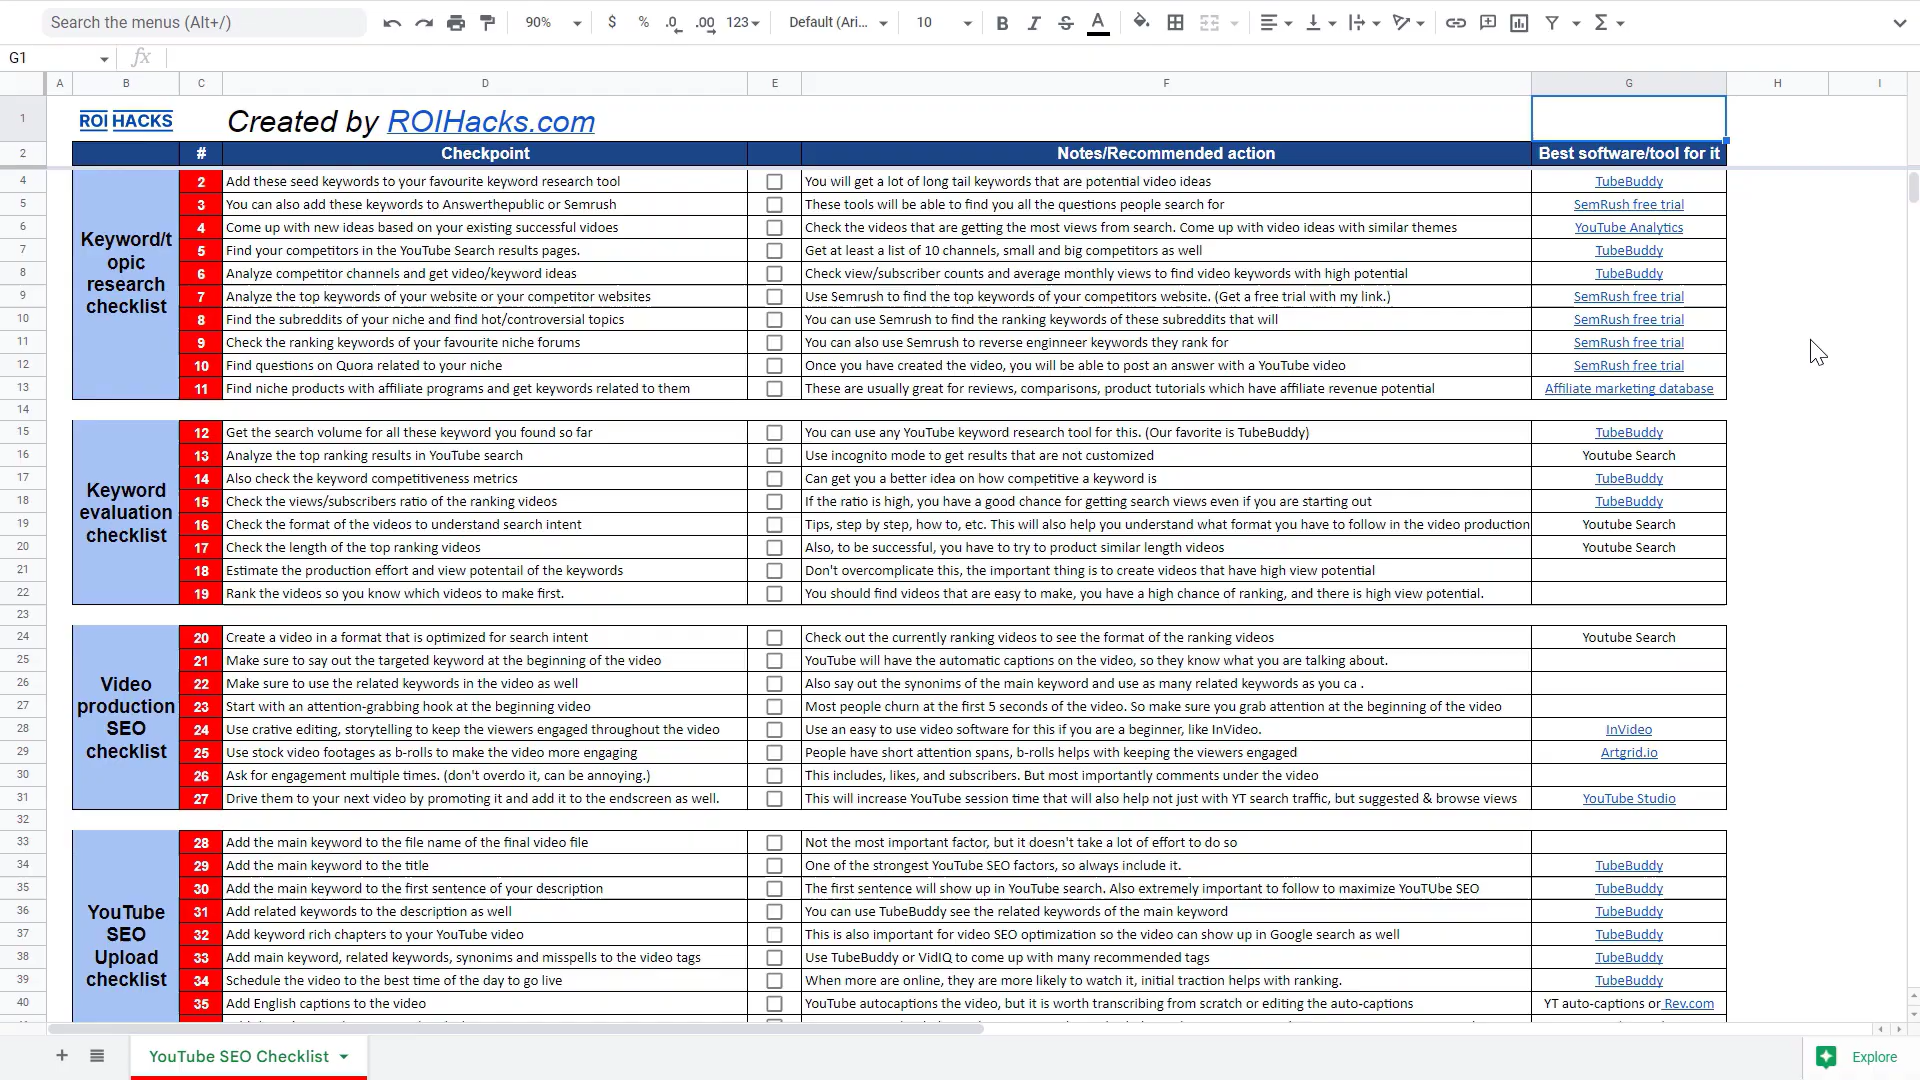 Search the menus (Alt+/)
90%
$
%
.0
.00
123
Default (Ari...
10
B
I
S
A
G1
fx
A B C D E F G H I
1
ROI HACKS
Created by ROIHacks.com
2
# Checkpoint Notes/Recommended action Best software/tool for it
Keyword/t
opic
research
checklist
4 2 Add these seed keywords to your favourite keyword research tool You will get a lot of long tail keywords that are potential video ideas TubeBuddy
5 3 You can also add these keywords to Answerthepublic or Semrush These tools will be able to find you all the questions people search for SemRush free trial
6 4 Come up with new ideas based on your existing successful vidoes Check the videos that are getting the most views from search. Come up with video ideas with similar themes YouTube Analytics
7 5 Find your competitors in the YouTube Search results pages. Get at least a list of 10 channels, small and big competitors as well TubeBuddy
8 6 Analyze competitor channels and get video/keyword ideas Check view/subscriber counts and average monthly views to find video keywords with high potential TubeBuddy
9 7 Analyze the top keywords of your website or your competitor websites Use Semrush to find the top keywords of your competitors website. (Get a free trial with my link.) SemRush free trial
10 8 Find the subreddits of your niche and find hot/controversial topics You can use Semrush to find the ranking keywords of these subreddits that will SemRush free trial
11 9 Check the ranking keywords of your favourite niche forums You can also use Semrush to reverse enginneer keywords they rank for SemRush free trial
12 10 Find questions on Quora related to your niche Once you have created the video, you will be able to post an answer with a YouTube video SemRush free trial
13 11 Find niche products with affiliate programs and get keywords related to them These are usually great for reviews, comparisons, product tutorials which have affiliate revenue potential Affiliate marketing database
14
Keyword
evaluation
checklist
15 12 Get the search volume for all these keyword you found so far You can use any YouTube keyword research tool for this. (Our favorite is TubeBuddy) TubeBuddy
16 13 Analyze the top ranking results in YouTube search Use incognito mode to get results that are not customized Youtube Search
17 14 Also check the keyword competitiveness metrics Can get you a better idea on how competitive a keyword is TubeBuddy
18 15 Check the views/subscribers ratio of the ranking videos If the ratio is high, you have a good chance for getting search views even if you are starting out TubeBuddy
19 16 Check the format of the videos to understand search intent Tips, step by step, how to, etc. This will also help you understand what format you have to follow in the video production Youtube Search
20 17 Check the length of the top ranking videos Also, to be successful, you have to try to product similar length videos Youtube Search
21 18 Estimate the production effort and view potentail of the keywords Don't overcomplicate this, the important thing is to create videos that have high view potential
22 19 Rank the videos so you know which videos to make first. You should find videos that are easy to make, you have a high chance of ranking, and there is high view potential.
23
Video
production
SEO
checklist
24 20 Create a video in a format that is optimized for search intent Check out the currently ranking videos to see the format of the ranking videos Youtube Search
25 21 Make sure to say out the targeted keyword at the beginning of the video YouTube will have the automatic captions on the video, so they know what you are talking about.
26 22 Make sure to use the related keywords in the video as well Also say out the synonims of the main keyword and use as many related keywords as you ca .
27 23 Start with an attention-grabbing hook at the beginning video Most people churn at the first 5 seconds of the video. So make sure you grab attention at the beginning of the video
28 24 Use crative editing, storytelling to keep the viewers engaged throughout the video Use an easy to use video software for this if you are a beginner, like InVideo. InVideo
29 25 Use stock video footages as b-rolls to make the video more engaging People have short attention spans, b-rolls helps with keeping the viewers engaged Artgrid.io
30 26 Ask for engagement multiple times. (don't overdo it, can be annoying.) This includes, likes, and subscribers. But most importantly comments under the video
31 27 Drive them to your next video by promoting it and add it to the endscreen as well. This will increase YouTube session time that will also help not just with YT search traffic, but suggested & browse views YouTube Studio
32
YouTube
SEO
Upload
checklist
33 28 Add the main keyword to the file name of the final video file Not the most important factor, but it doesn't take a lot of effort to do so
34 29 Add the main keyword to the title One of the strongest YouTube SEO factors, so always include it. TubeBuddy
35 30 Add the main keyword to the first sentence of your description The first sentence will show up in YouTube search. Also extremely important to follow to maximize YouTUBE SEO TubeBuddy
36 31 Add related keywords to the description as well You can use TubeBuddy see the related keywords of the main keyword TubeBuddy
37 32 Add keyword rich chapters to your YouTube video This is also important for video SEO optimization so the video can show up in Google search as well TubeBuddy
38 33 Add main keyword, related keywords, synonims and misspells to the video tags Use TubeBuddy or VidIQ to come up with many recommended tags TubeBuddy
39 34 Schedule the video to the best time of the day to go live When more are online, they are more likely to watch it, initial traction helps with ranking. TubeBuddy
40 35 Add English captions to the video YouTube autocaptions the video, but it is worth transcribing from scratch or editing the auto-captions YT auto-captions or Rev.com
YouTube SEO Checklist
Explore